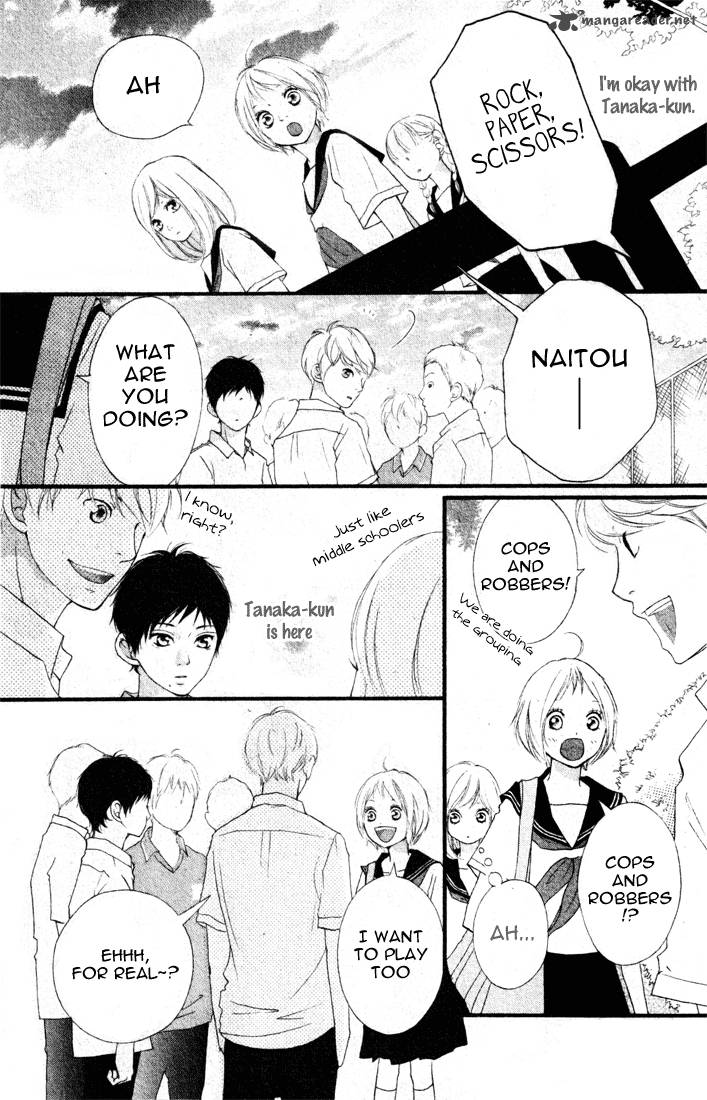 mangareader.net
I'm okay with
Tanaka-kun.
ROCK,
PAPER,
SCISSORS!
AH
NAITOU
WHAT
ARE
YOU
DOING?
COPS
AND
ROBBERS!
We are doing
the grouping
Just like
middle schoolers
I know,
right?
Tanaka-kun
is here
COPS
AND
ROBBERS
!?
AH...
I WANT
TO PLAY
TOO
EHHH,
FOR REAL~?